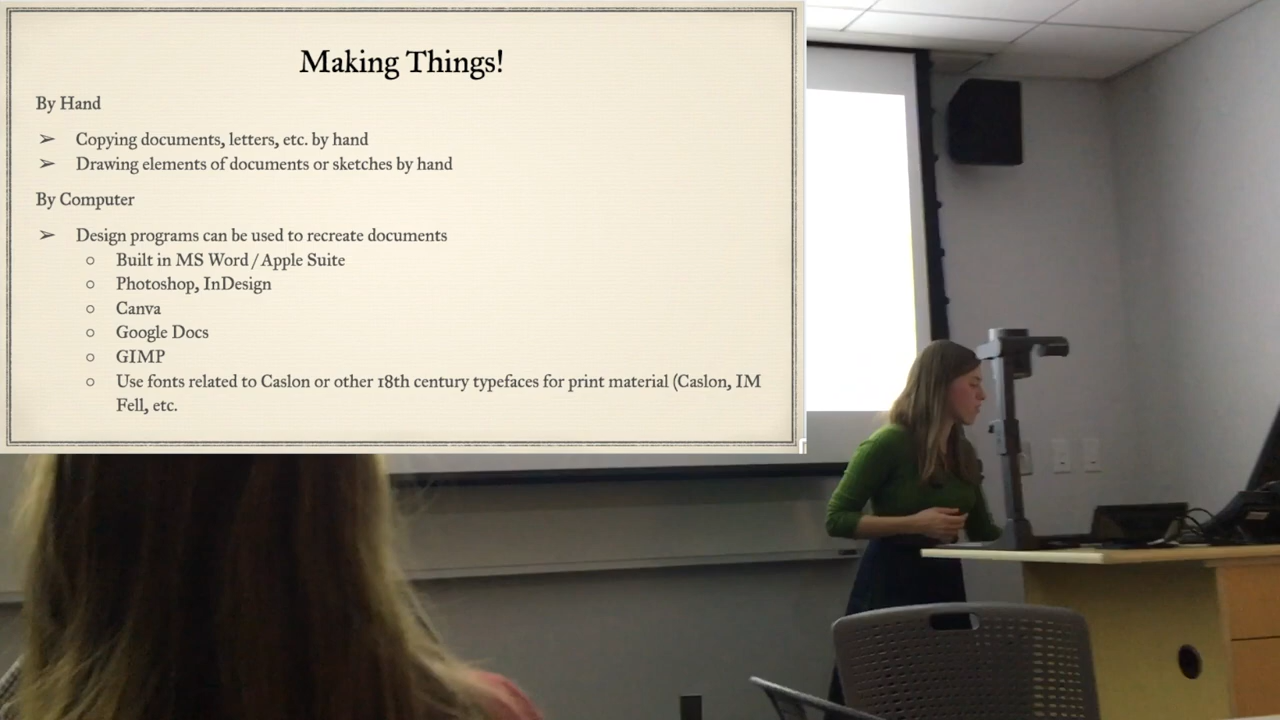 Making Things!
By Hand
➢ Copying documents, letters, etc. by hand
➢ Drawing elements of documents or sketches by hand
By Computer
➢ Design programs can be used to recreate documents
○ Built in MS Word / Apple Suite
○ Photoshop, InDesign
○ Canva
○ Google Docs
○ GIMP
○ Use fonts related to Caslon or other 18th century typefaces for print material (Caslon, IM
Fell, etc.